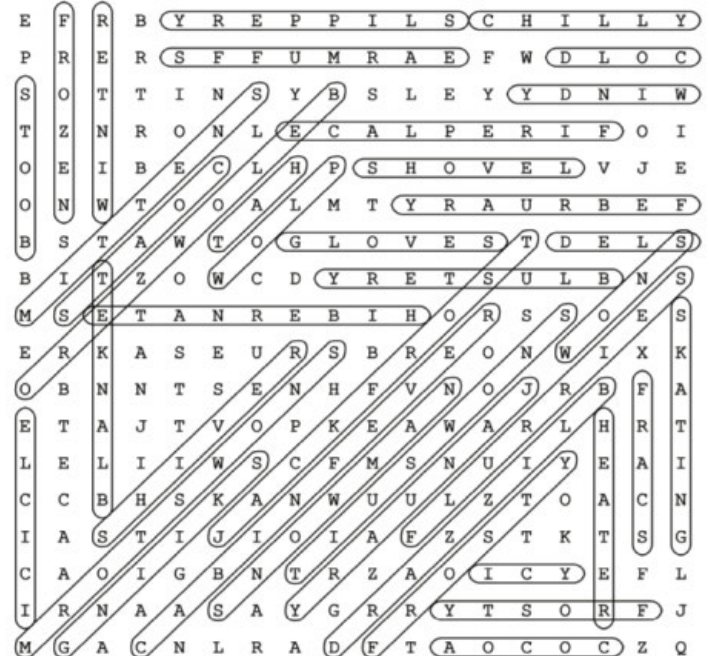 E F R B Y R E P P I L S C H I L L Y
P R E R S F F U M R A E F W D L O C
S O T T I N S Y B S L E Y Y D N I W
T Z N R O N L E C A L P E R I F O I
O E I B E C L H P S H O V E L V J E
O N W T O O A L M T Y R A U R B E F
B S T A W T O G L O V E S T D E L S
B I T Z O W C D Y R E T S U L B N S
M S E T A N R E B I H O R S S O E S
E R K A S E U R S B R E O N W I X K
O B N N T S E N H F V N O J R B F A
E T A J T V O P K E A W A R L H R T
L E L I I W S C F M S N U I Y E A I
C C B H S K A N W U U L Z T O A C N
I A S T I J I O I A F Z S T K T S G
C A O I G B N T R Z A O I C Y E F L
I R N A A S A Y G R R Y T S O R F J
M G A C N L R A D F T A O C O C Z Q